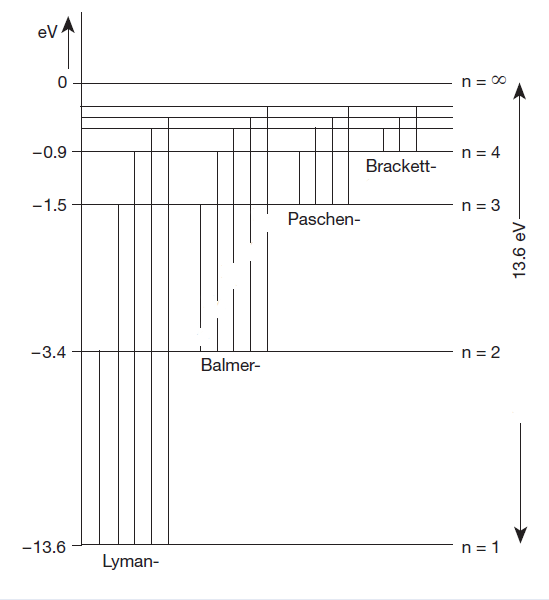 eV
0
n = ∞
−0.9
n = 4
Brackett-
−1.5
n = 3
Paschen-
13.6 eV
−3.4
n = 2
Balmer-
−13.6
n = 1
Lyman-